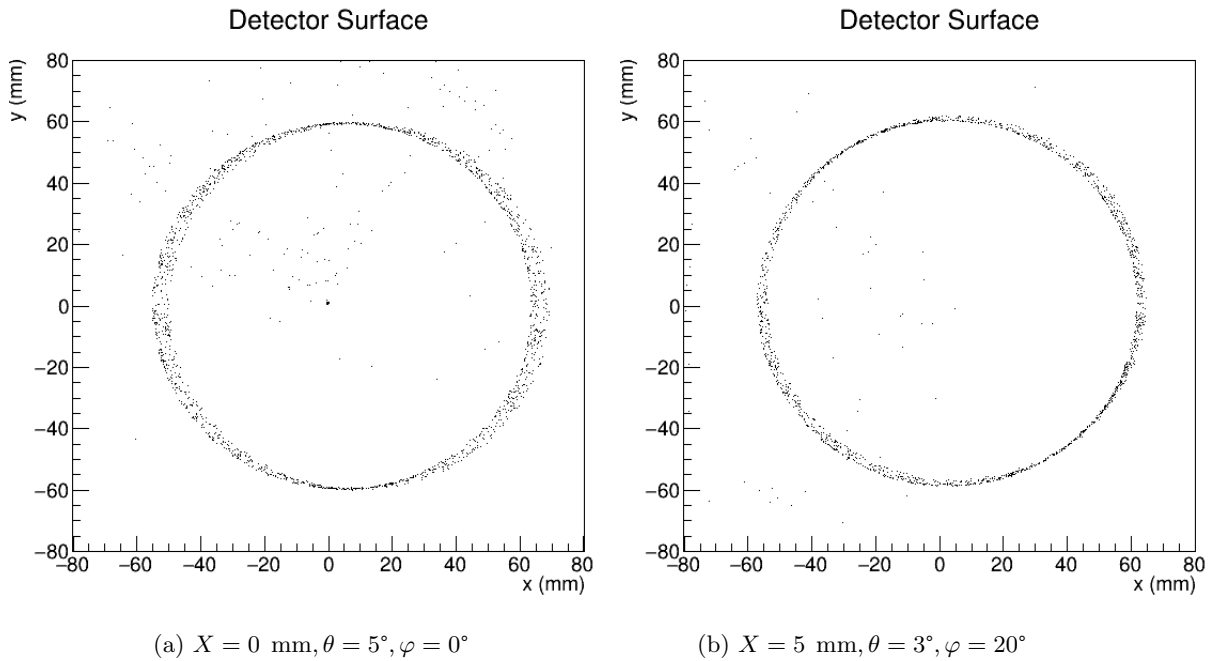 Detector Surface
y (mm)
80
60
40
20
0
−20
−40
−60
−80
−80 −60 −40 −20 0 20 40 60 80
x (mm)
(a) X = 0 mm, θ = 5°, φ = 0°
Detector Surface
y (mm)
80
60
40
20
0
−20
−40
−60
−80
−80 −60 −40 −20 0 20 40 60 80
x (mm)
(b) X = 5 mm, θ = 3°, φ = 20°